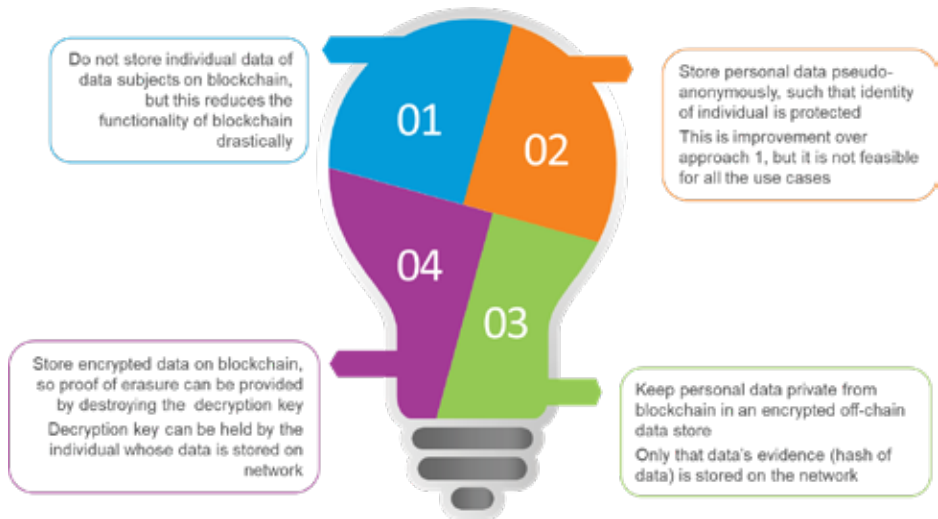 Do not store individual data of
data subjects on blockchain,
but this reduces the
functionality of blockchain
drastically
01
02
Store personal data pseudo-
anonymously, such that identity
of individual is protected
This is improvement over
approach 1, but it is not feasible
for all the use cases
04
03
Store encrypted data on blockchain,
so proof of erasure can be provided
by destroying the decryption key
Decryption key can be held by the
individual whose data is stored on
network
Keep personal data private from
blockchain in an encrypted off-chain
data store
Only that data's evidence (hash of
data) is stored on the network